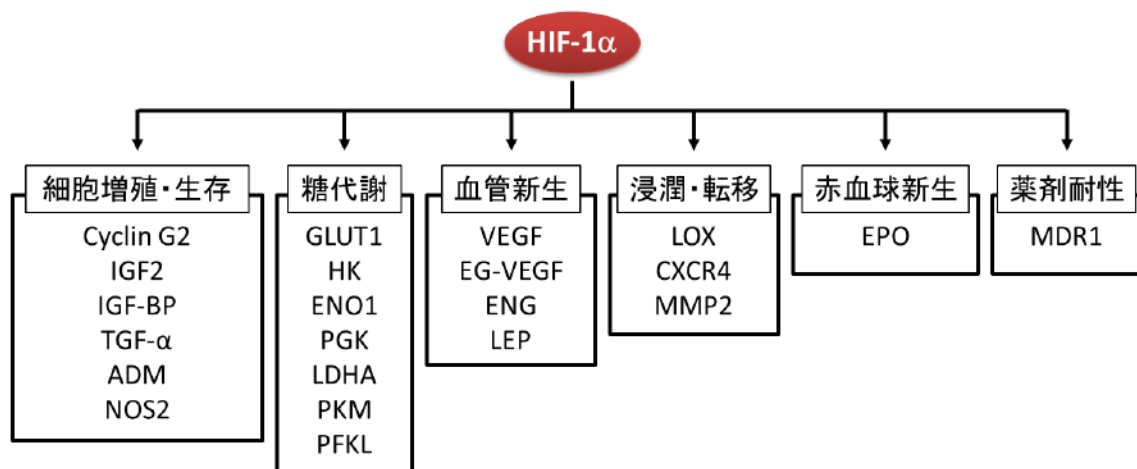 HIF-1α
細胞増殖・生存
Cyclin G2
IGF2
IGF-BP
TGF-α
ADM
NOS2
糖代謝
GLUT1
HK
ENO1
PGK
LDHA
PKM
PFKL
血管新生
VEGF
EG-VEGF
ENG
LEP
浸潤・転移
LOX
CXCR4
MMP2
赤血球新生
EPO
薬剤耐性
MDR1